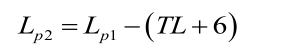 L_{p2} = L_{p1} − (TL + 6)